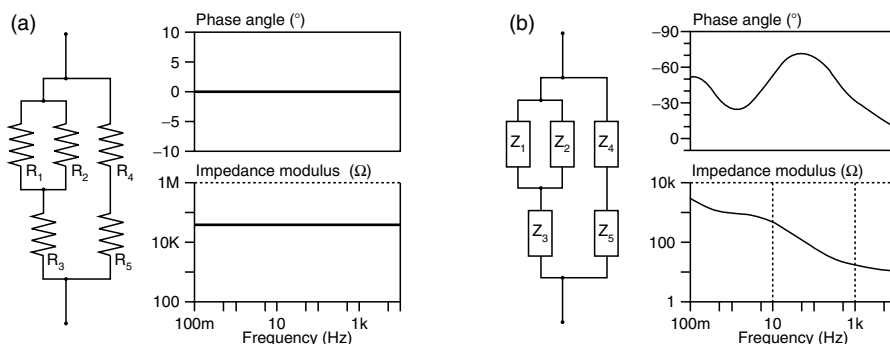 (a)
Phase angle (°)
10
5
0
−5
−10
R1
R2
R4
R3
R5
Impedance modulus (Ω)
1M
10K
100
100m
10
1k
Frequency (Hz)
(b)
Phase angle (°)
−90
−60
−30
0
Z1
Z2
Z4
Z3
Z5
Impedance modulus (Ω)
10k
100
1
100m
10
1k
Frequency (Hz)